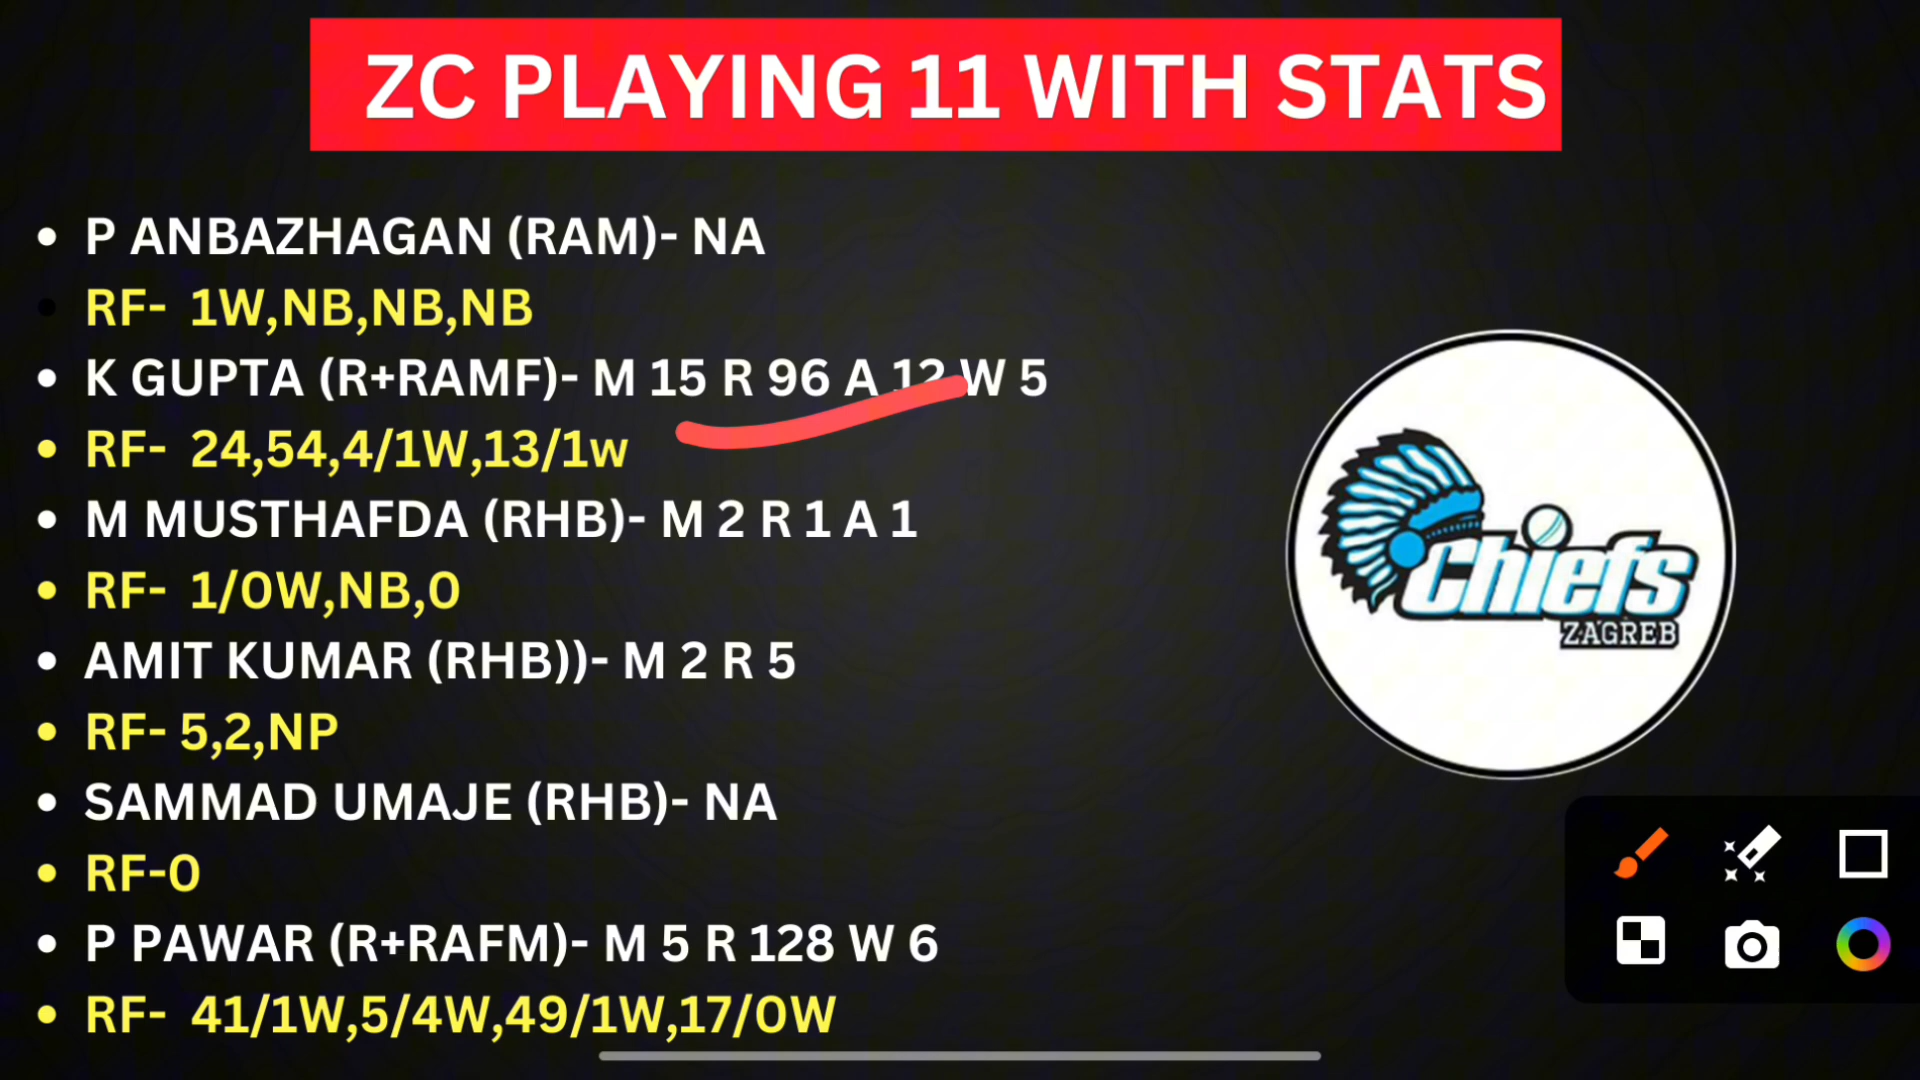 ZC PLAYING 11 WITH STATS
P ANBAZHAGAN (RAM)- NA
RF- 1W,NB,NB,NB
K GUPTA (R+RAMF)- M 15 R 96 A 12 W 5
RF- 24,54,4/1W,13/1w
M MUSTHAFDA (RHB)- M 2 R 1 A 1
RF- 1/0W,NB,0
AMIT KUMAR (RHB))- M 2 R 5
RF- 5,2,NP
SAMMAD UMAJE (RHB)- NA
RF-0
P PAWAR (R+RAFM)- M 5 R 128 W 6
RF- 41/1W,5/4W,49/1W,17/0W
Chiefs
ZAGREB